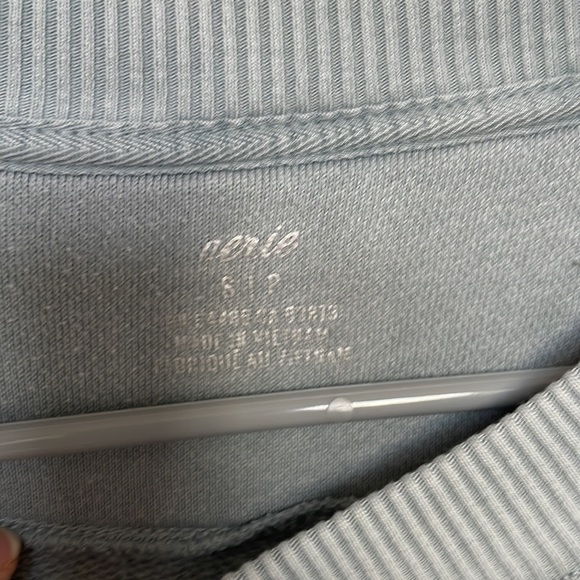 aerie
S / P
MADE IN VIETNAM
FABRIQUÉ AU VIETNAM